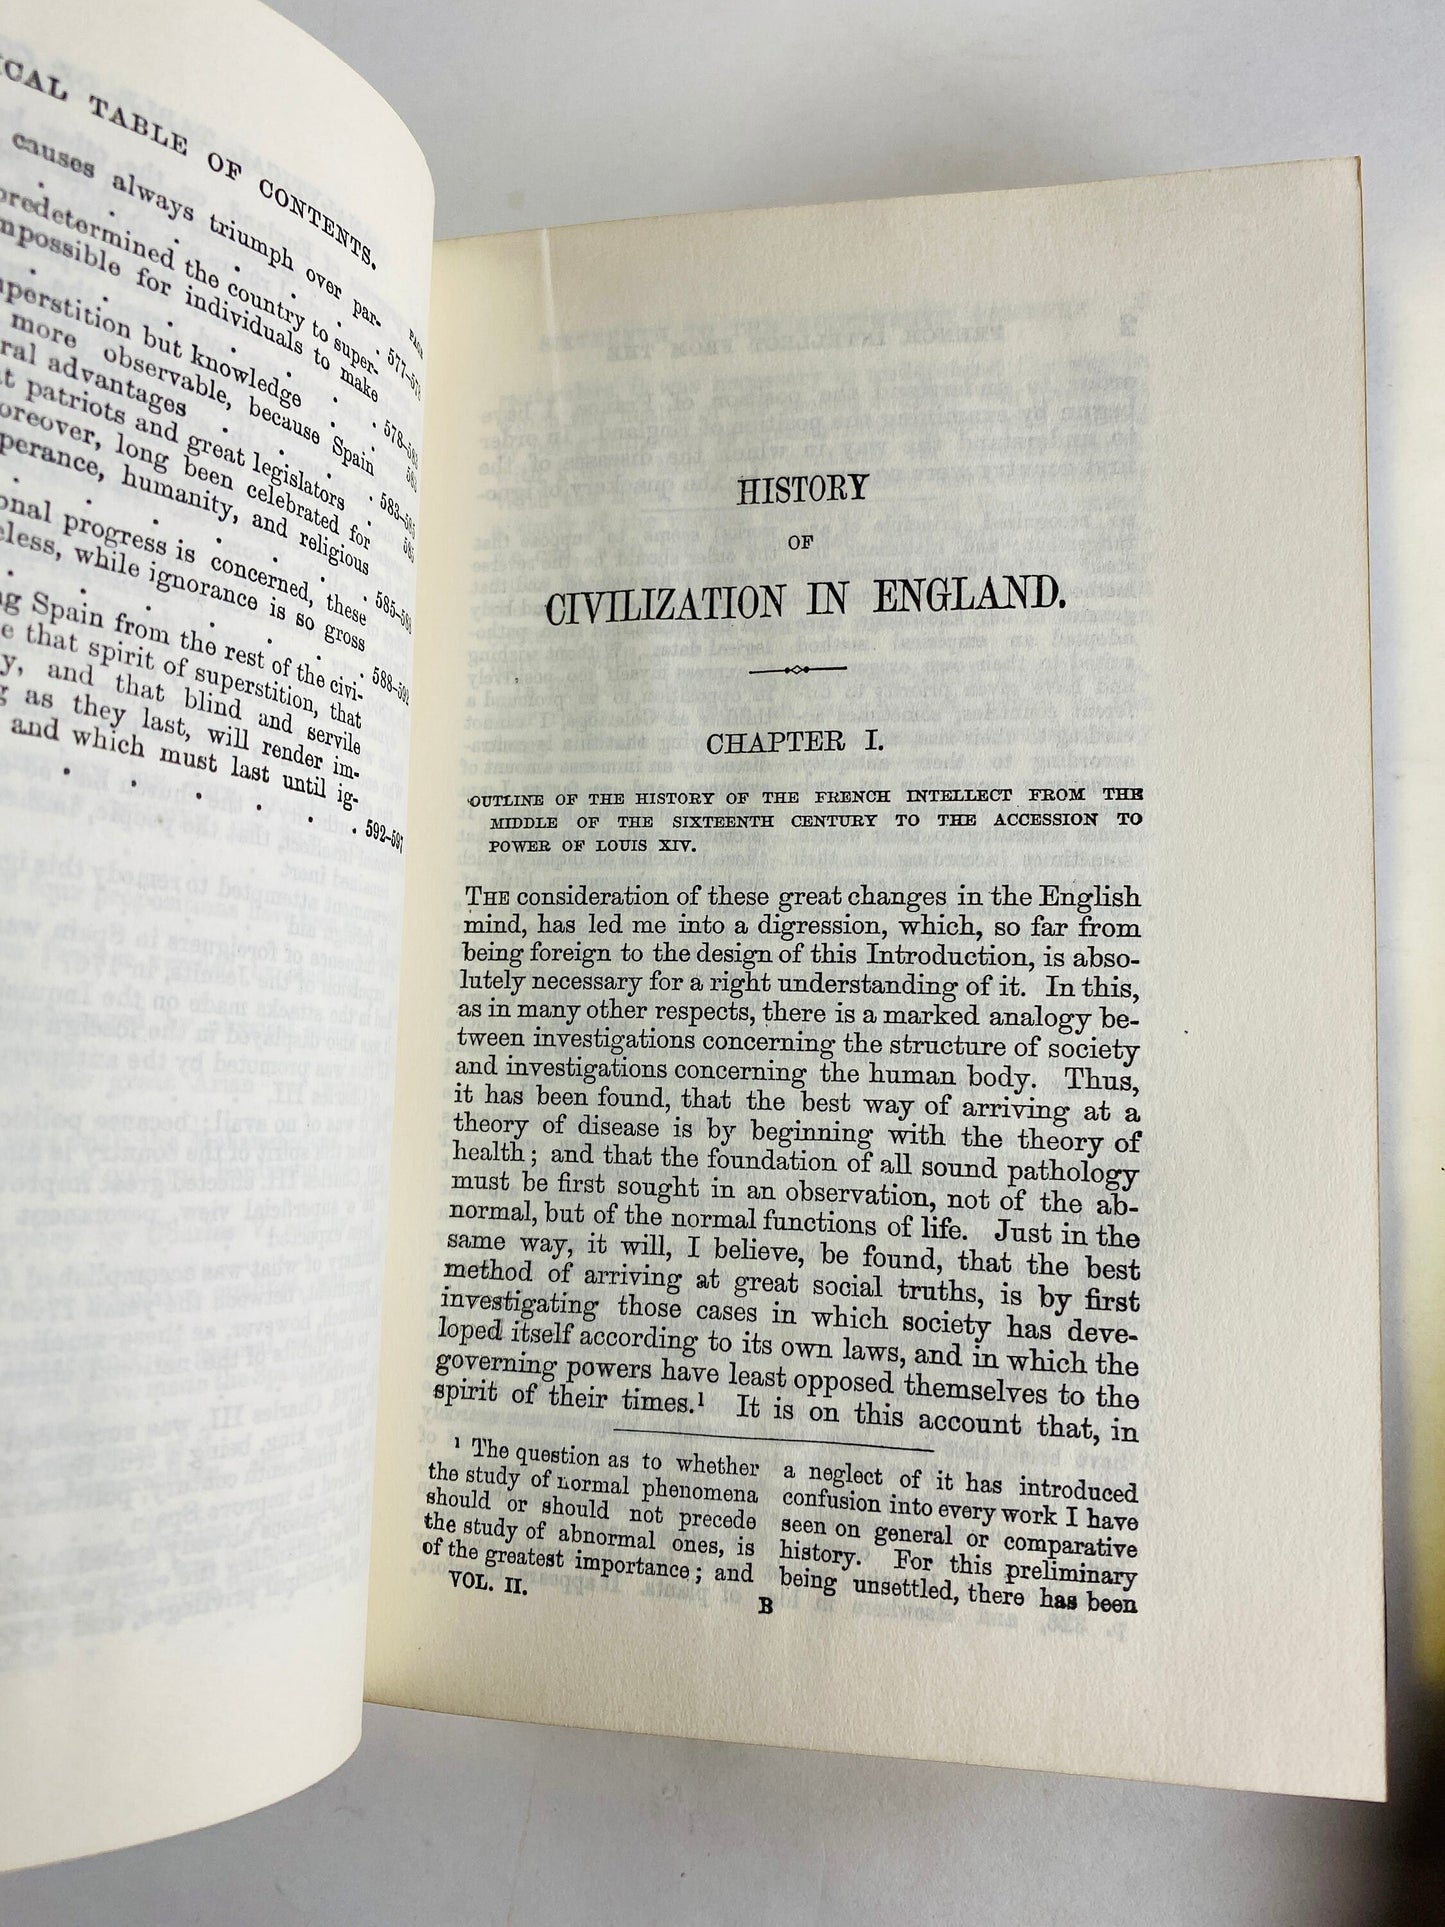 ICAL TABLE OF CONTENTS.
PAGE
causes always triumph over par-
. . . . . 577–578
predetermined the country to super-
impossible for individuals to make
. . . . . 578–583
superstition but knowledge
more observable, because Spain
ral advantages . . . 583
t patriots and great legislators . 583–585
oreover, long been celebrated for
perance, humanity, and religious
. . . . . 585–588
onal progress is concerned, these
eless, while ignorance is so gross
. . . . . 588–592
ng Spain from the rest of the civi-
e that spirit of superstition, that
y, and that blind and servile
g as they last, will render im-
and which must last until ig-
. . . . . . 592–597
HISTORY
OF
CIVILIZATION IN ENGLAND.
CHAPTER I.
OUTLINE OF THE HISTORY OF THE FRENCH INTELLECT FROM THE
MIDDLE OF THE SIXTEENTH CENTURY TO THE ACCESSION TO
POWER OF LOUIS XIV.
THE consideration of these great changes in the English
mind, has led me into a digression, which, so far from
being foreign to the design of this Introduction, is abso-
lutely necessary for a right understanding of it. In this,
as in many other respects, there is a marked analogy be-
tween investigations concerning the structure of society
and investigations concerning the human body. Thus,
it has been found, that the best way of arriving at a
theory of disease is by beginning with the theory of
health; and that the foundation of all sound pathology
must be first sought in an observation, not of the ab-
normal, but of the normal functions of life. Just in the
same way, it will, I believe, be found, that the best
method of arriving at great social truths, is by first
investigating those cases in which society has deve-
loped itself according to its own laws, and in which the
governing powers have least opposed themselves to the
spirit of their times.¹ It is on this account that, in
¹ The question as to whether
the study of normal phenomena
should or should not precede
the study of abnormal ones, is
of the greatest importance; and
a neglect of it has introduced
confusion into every work I have
seen on general or comparative
history. For this preliminary
being unsettled, there has been
VOL. II.
B